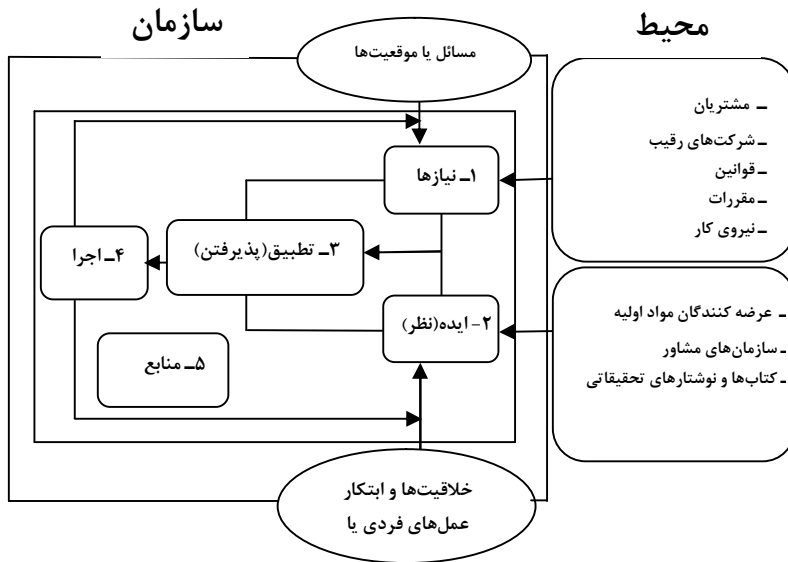 محیط
سازمان
مسائل یا موقعیت‌ها
ـ مشتریان
ـ شرکت‌های رقیب
ـ قوانین
ـ مقررات
ـ نیروی کار
۱ـ نیازها
۳ـ تطبیق(پذیرفتن)
۴ـ اجرا
۲- ایده(نظر)
۵ـ منابع
ـ عرضه کنندگان مواد اولیه
ـ سازمان‌های مشاور
ـ کتاب‌ها و نوشتارهای تحقیقاتی
خلاقیت‌ها و ابتکار
عمل‌های فردی یا